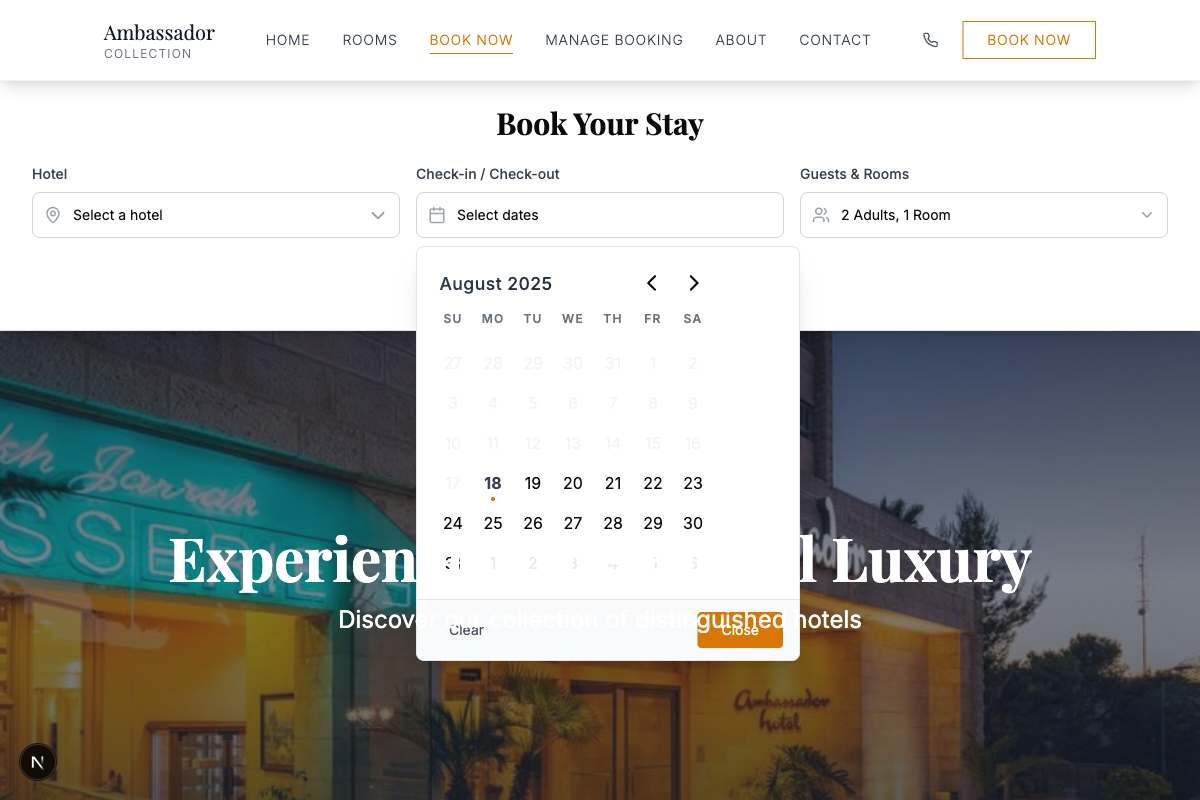 Ambassador
COLLECTION
HOME ROOMS BOOK NOW MANAGE BOOKING ABOUT CONTACT BOOK NOW
Book Your Stay
Hotel Check-in / Check-out Guests & Rooms
Select a hotel Select dates 2 Adults, 1 Room
August 2025
SU MO TU WE TH FR SA
27 28 29 30 31 1 2
3 4 5 6 7 8 9
10 11 12 13 14 15 16
17 18 19 20 21 22 23
24 25 26 27 28 29 30
31 1 2 3 4 5 6
Jarrah
SSE
Experien l Luxury
Discover our collection of distinguished hotels
Clear Close
Ambassador
hotel
N